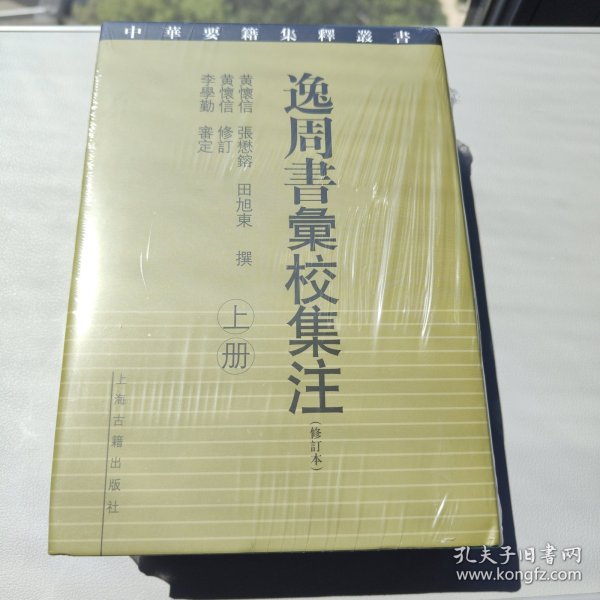 中華要籍集釋叢書
逸周書彙校集注
(修訂本)
黃懷信 張懋鎔 田旭東 撰
黃懷信 修訂
李學勤 審定
上册
上海古籍出版社
孔夫子旧書网
www.kongfz.com